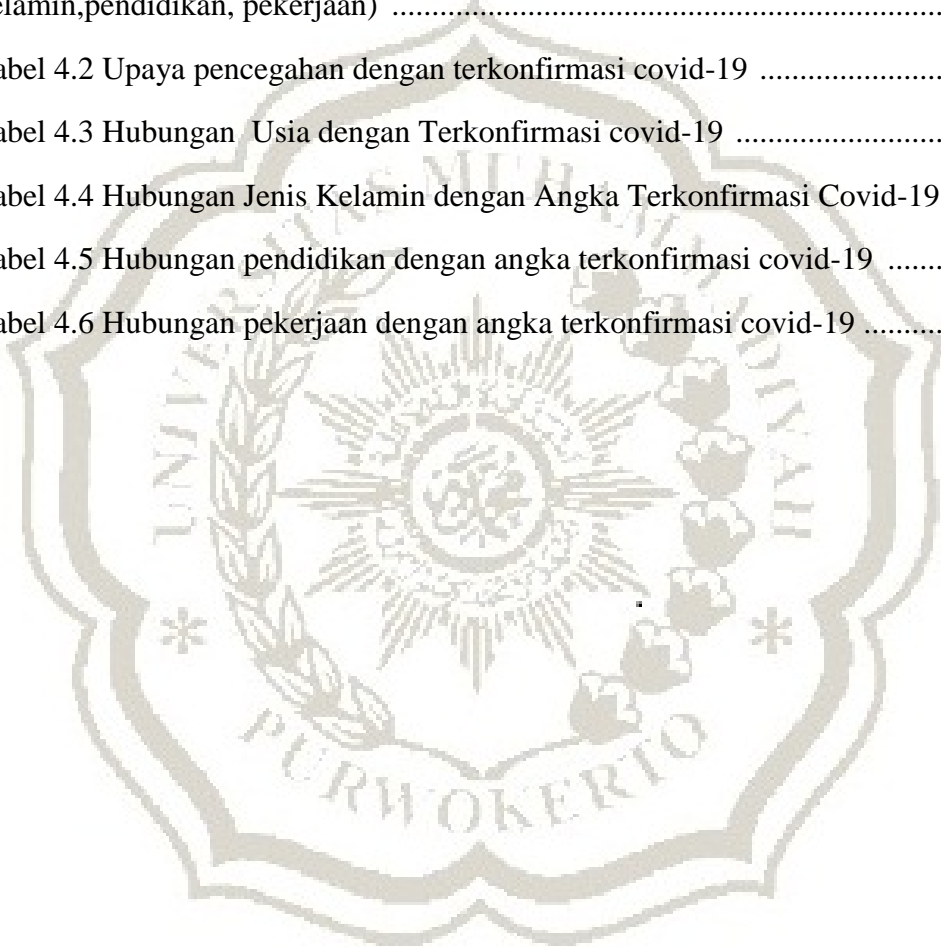 elamin,pendidikan, pekerjaan) ..........................................................................
abel 4.2 Upaya pencegahan dengan terkonfirmasi covid-19 ........................
abel 4.3 Hubungan  Usia dengan Terkonfirmasi covid-19 ...........................
abel 4.4 Hubungan Jenis Kelamin dengan Angka Terkonfirmasi Covid-19
abel 4.5 Hubungan pendidikan dengan angka terkonfirmasi covid-19 .......
abel 4.6 Hubungan pekerjaan dengan angka terkonfirmasi covid-19 ..........
UNIVERSITAS MUHAMMADIYAH
PURWOKERTO